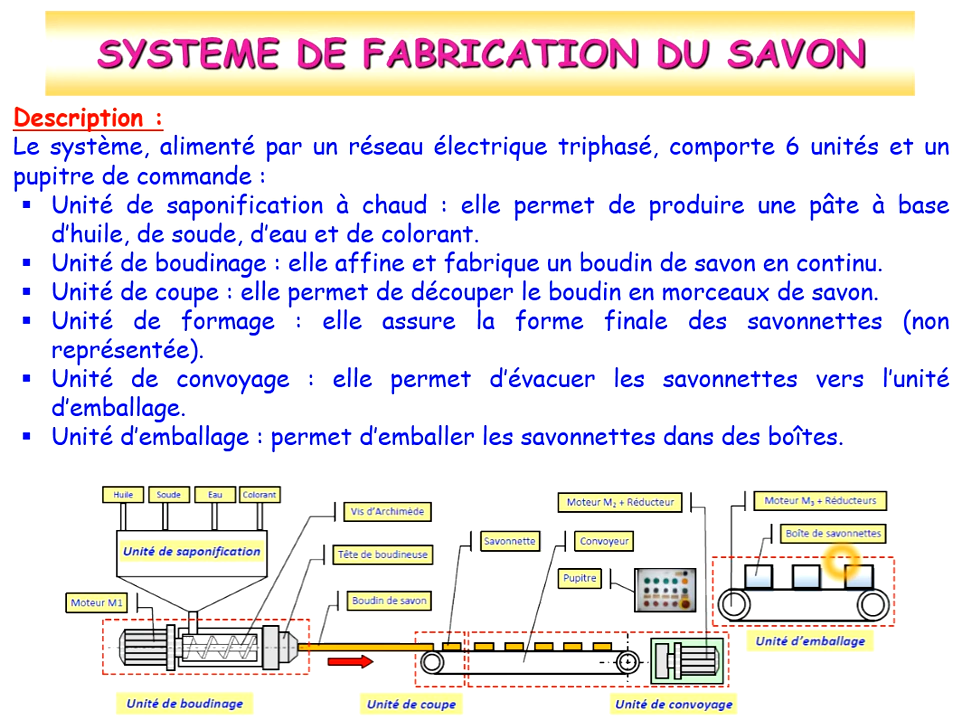 SYSTEME DE FABRICATION DU SAVON
Description :
Le système, alimenté par un réseau électrique triphasé, comporte 6 unités et un
pupitre de commande :
▪ Unité de saponification à chaud : elle permet de produire une pâte à base
d’huile, de soude, d’eau et de colorant.
▪ Unité de boudinage : elle affine et fabrique un boudin de savon en continu.
▪ Unité de coupe : elle permet de découper le boudin en morceaux de savon.
▪ Unité de formage : elle assure la forme finale des savonnettes (non
représentée).
▪ Unité de convoyage : elle permet d’évacuer les savonnettes vers l’unité
d’emballage.
▪ Unité d’emballage : permet d’emballer les savonnettes dans des boîtes.
Huile
Soude
Eau
Colorant
Vis d’Archimède
Unité de saponification
Tête de boudineuse
Moteur M1
Boudin de savon
Moteur M2 + Réducteur
Moteur M3 + Réducteurs
Savonnette
Convoyeur
Boîte de savonnettes
Pupitre
Unité d’emballage
Unité de boudinage
Unité de coupe
Unité de convoyage